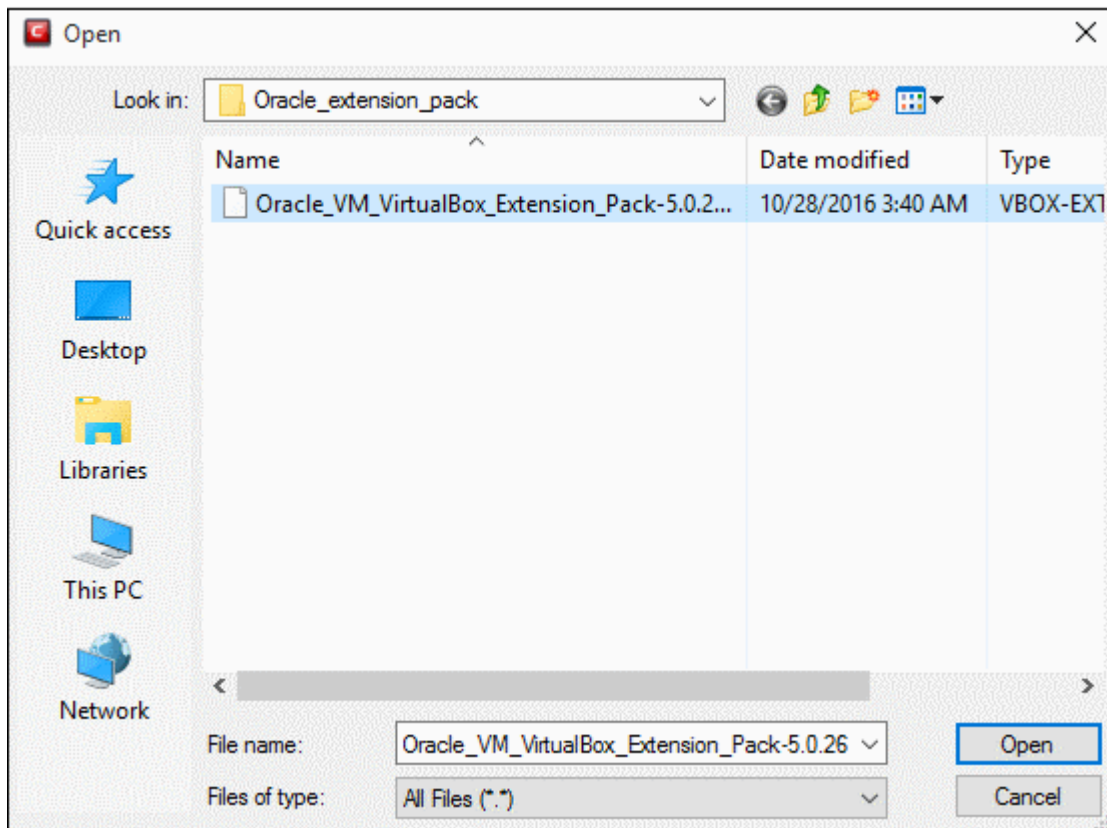 Open
Look in: Oracle_extension_pack
Name Date modified Type
Oracle_VM_VirtualBox_Extension_Pack-5.0.2... 10/28/2016 3:40 AM VBOX-EXT
Quick access
Desktop
Libraries
This PC
Network
File name: Oracle_VM_VirtualBox_Extension_Pack-5.0.26 Open
Files of type: All Files (*.*) Cancel